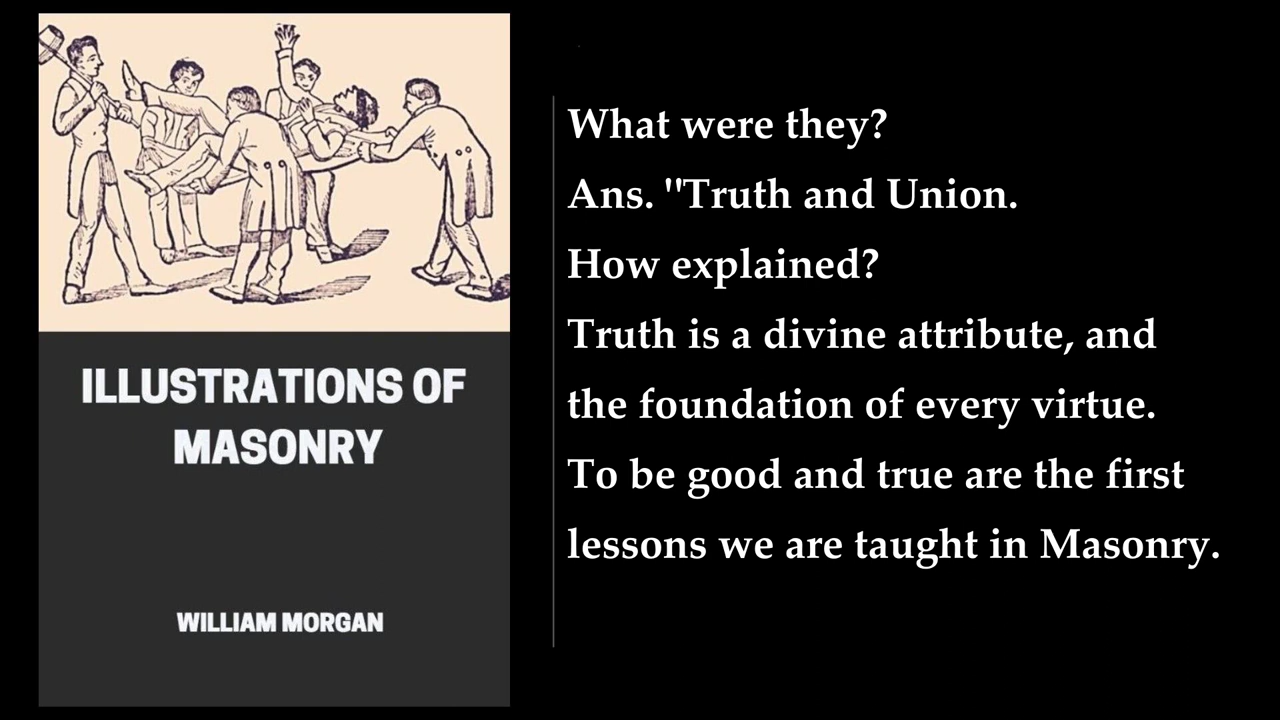 ILLUSTRATIONS OF
MASONRY
WILLIAM MORGAN
What were they?
Ans. "Truth and Union.
How explained?
Truth is a divine attribute, and
the foundation of every virtue.
To be good and true are the first
lessons we are taught in Masonry.